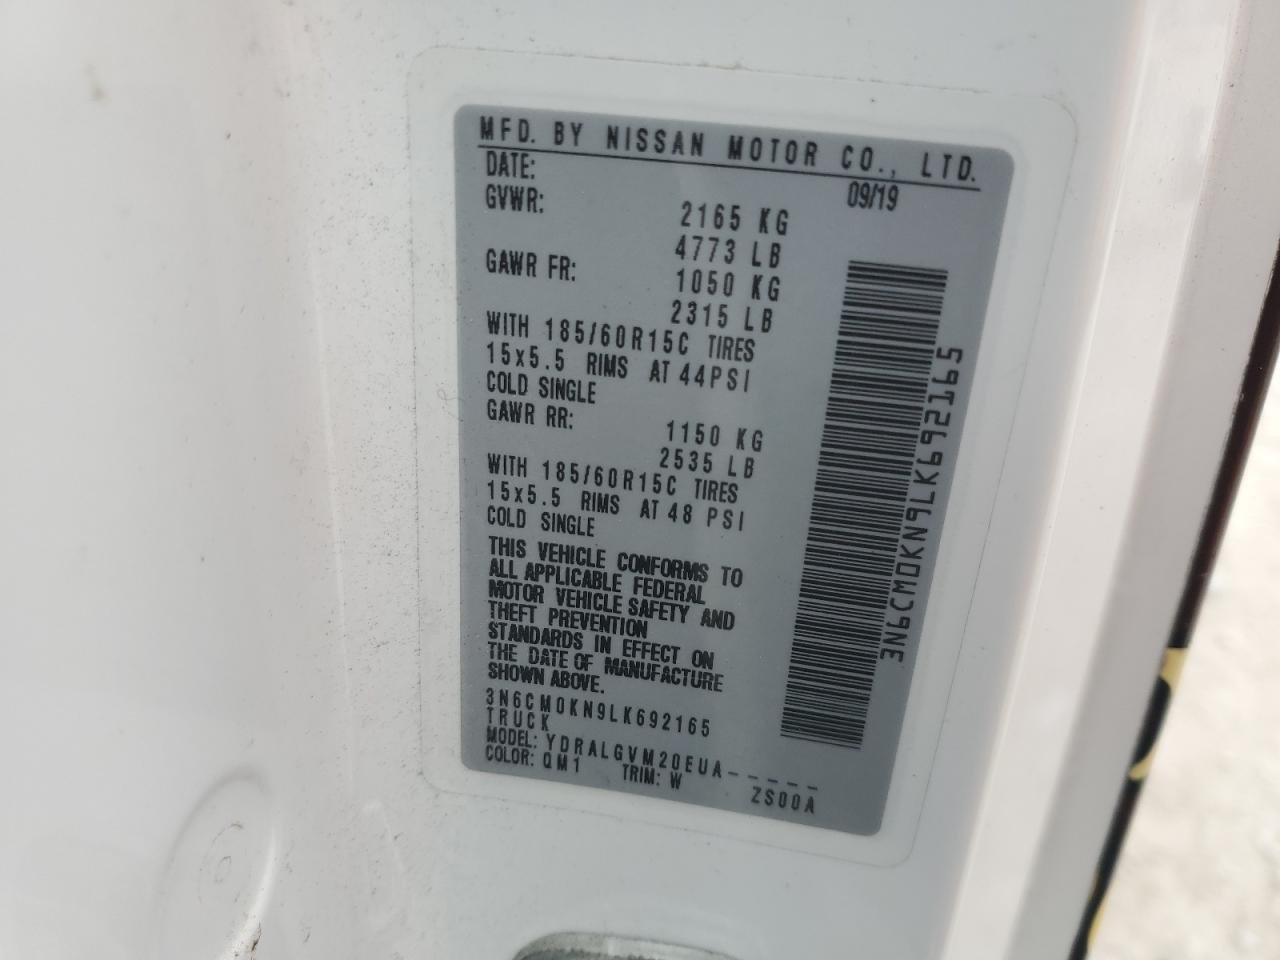 MFD. BY NISSAN MOTOR CO., LTD.
DATE: 09/19
GVWR: 2165 KG
4773 LB
GAWR FR: 1050 KG
2315 LB
WITH 185/60R15C TIRES
15x5.5 RIMS AT 44PSI
COLD SINGLE
GAWR RR: 1150 KG
2535 LB
WITH 185/60R15C TIRES
15x5.5 RIMS AT 48 PSI
COLD SINGLE
THIS VEHICLE CONFORMS TO
ALL APPLICABLE FEDERAL
MOTOR VEHICLE SAFETY AND
THEFT PREVENTION
STANDARDS IN EFFECT ON
THE DATE OF MANUFACTURE
SHOWN ABOVE.
3N6CM0KN9LK692165
TRUCK
MODEL: YDRALGVM20EUA-----
COLOR: QM1 TRIM: W ZS00A
3N6CM0KN9LK692165